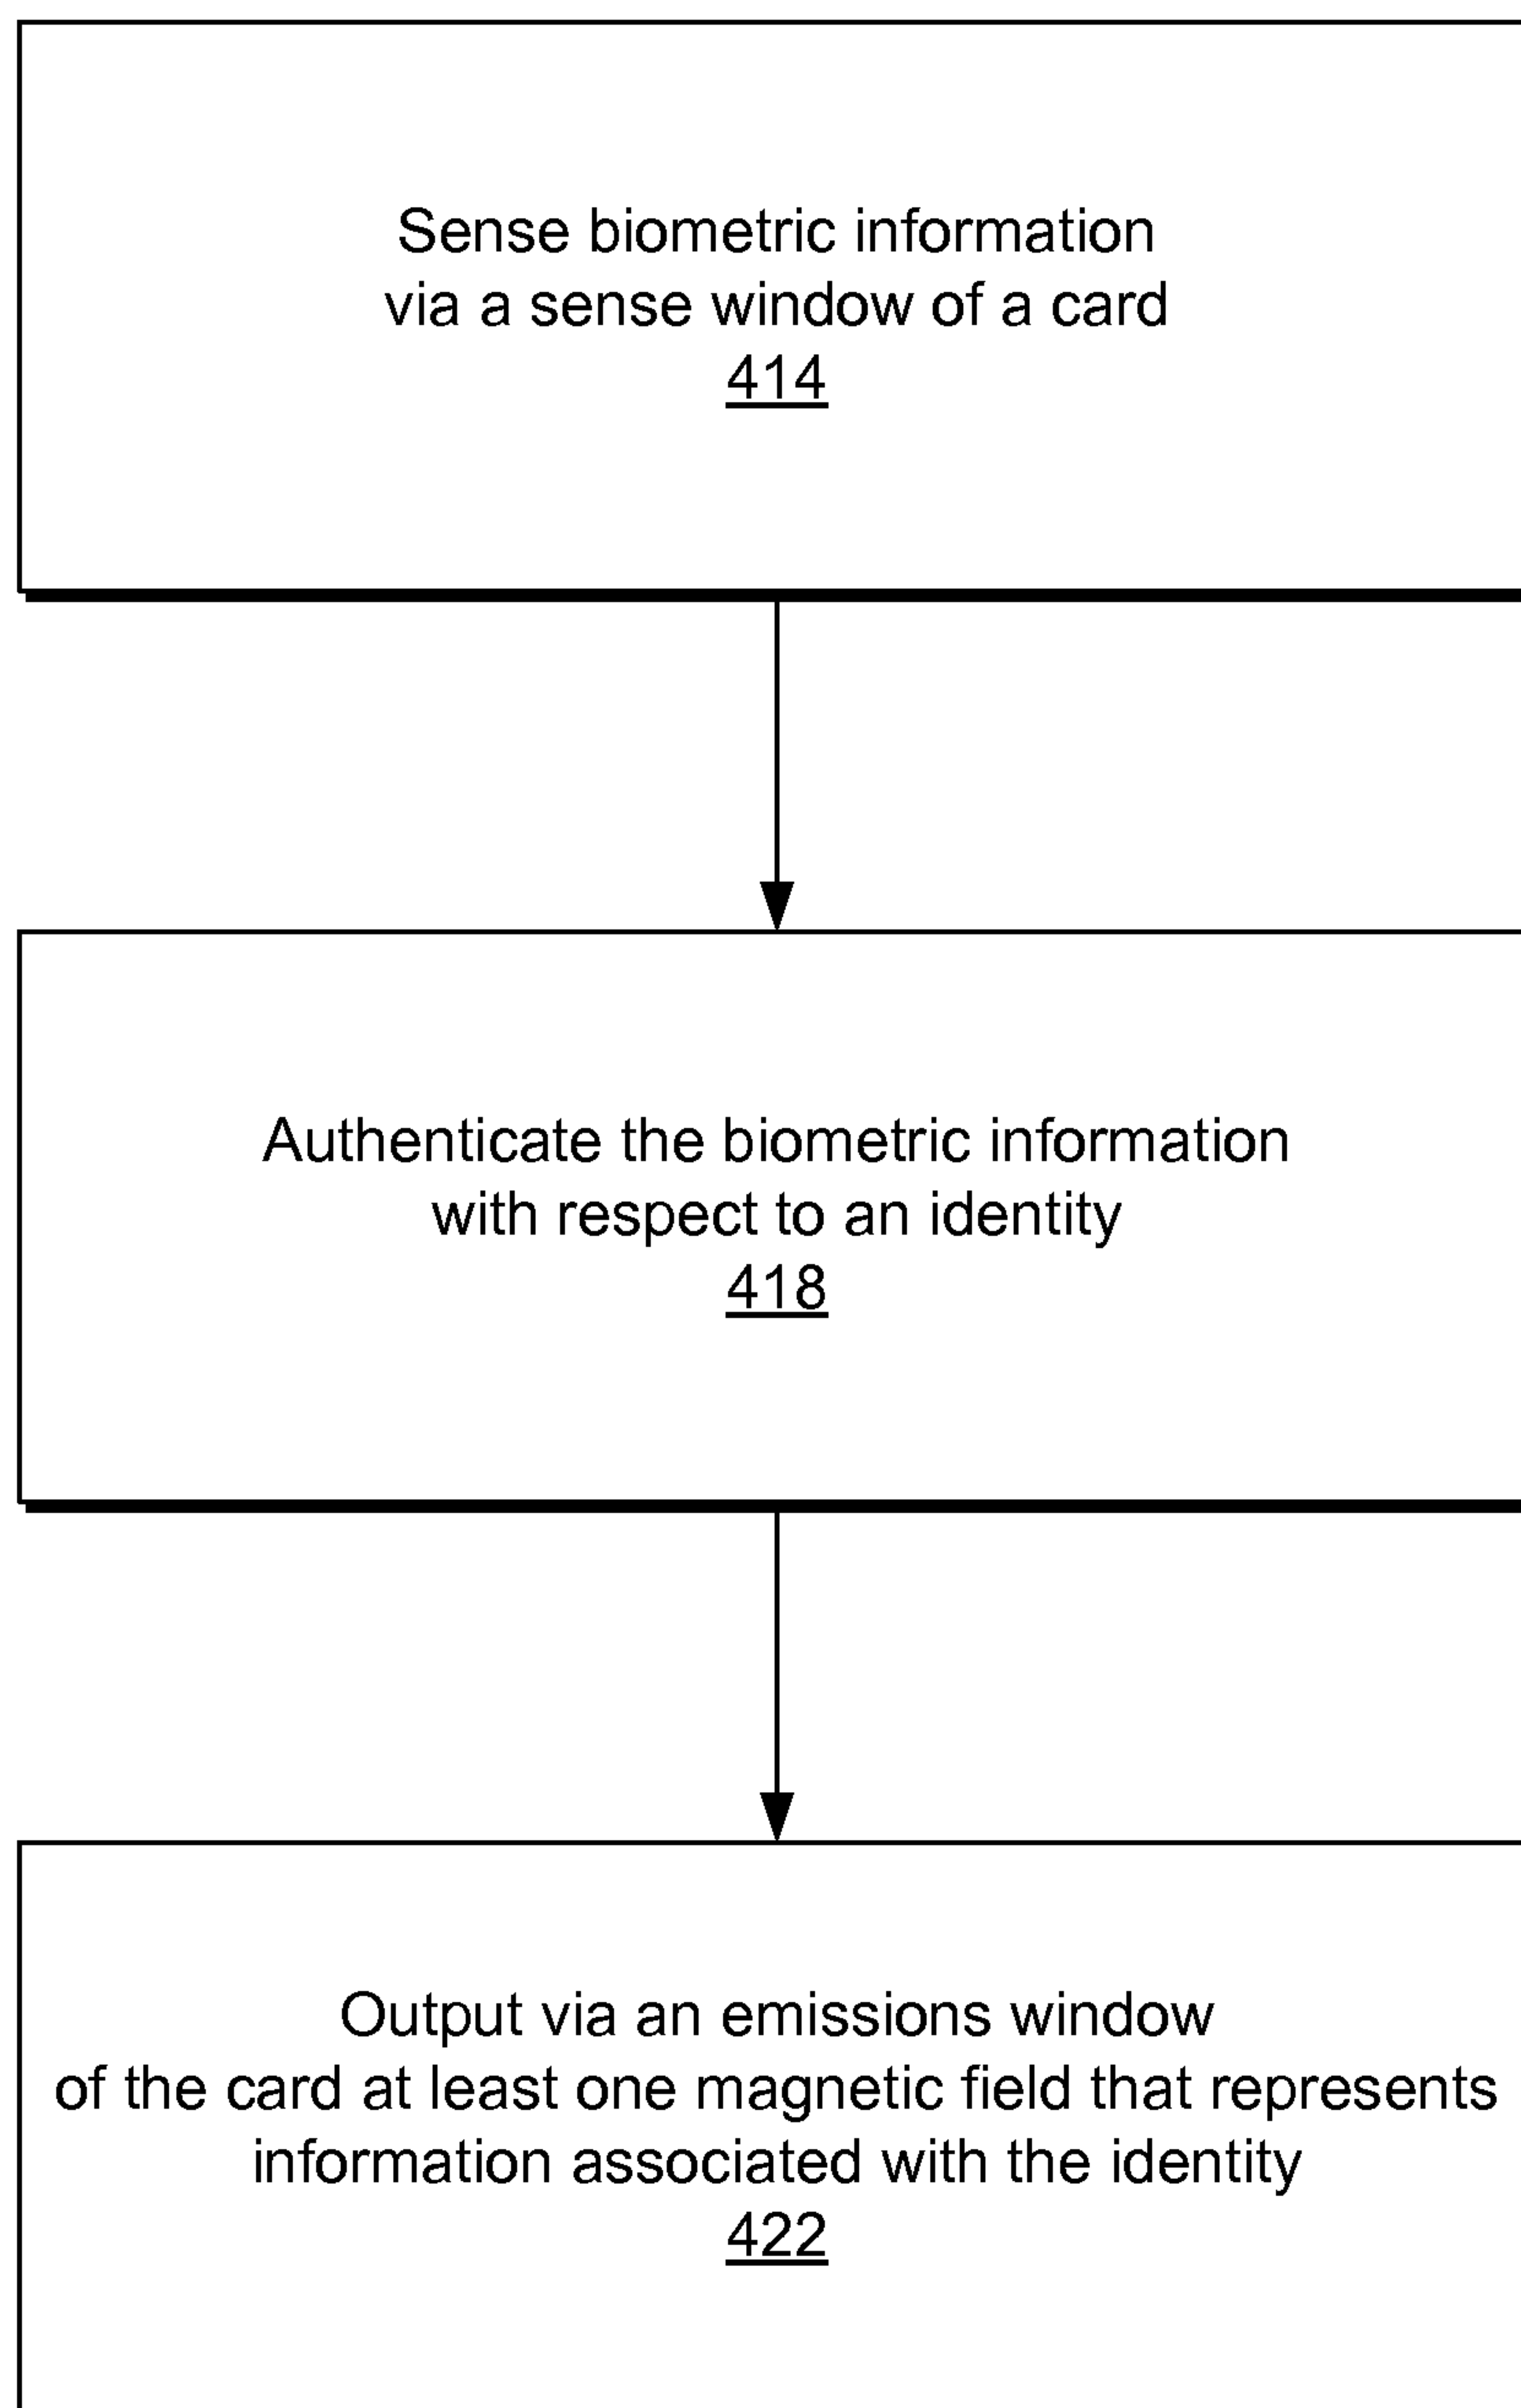 Sense biometric information
via a sense window of a card
414
Authenticate the biometric information
with respect to an identity
418
Output via an emissions window
of the card at least one magnetic field that represents
information associated with the identity
422